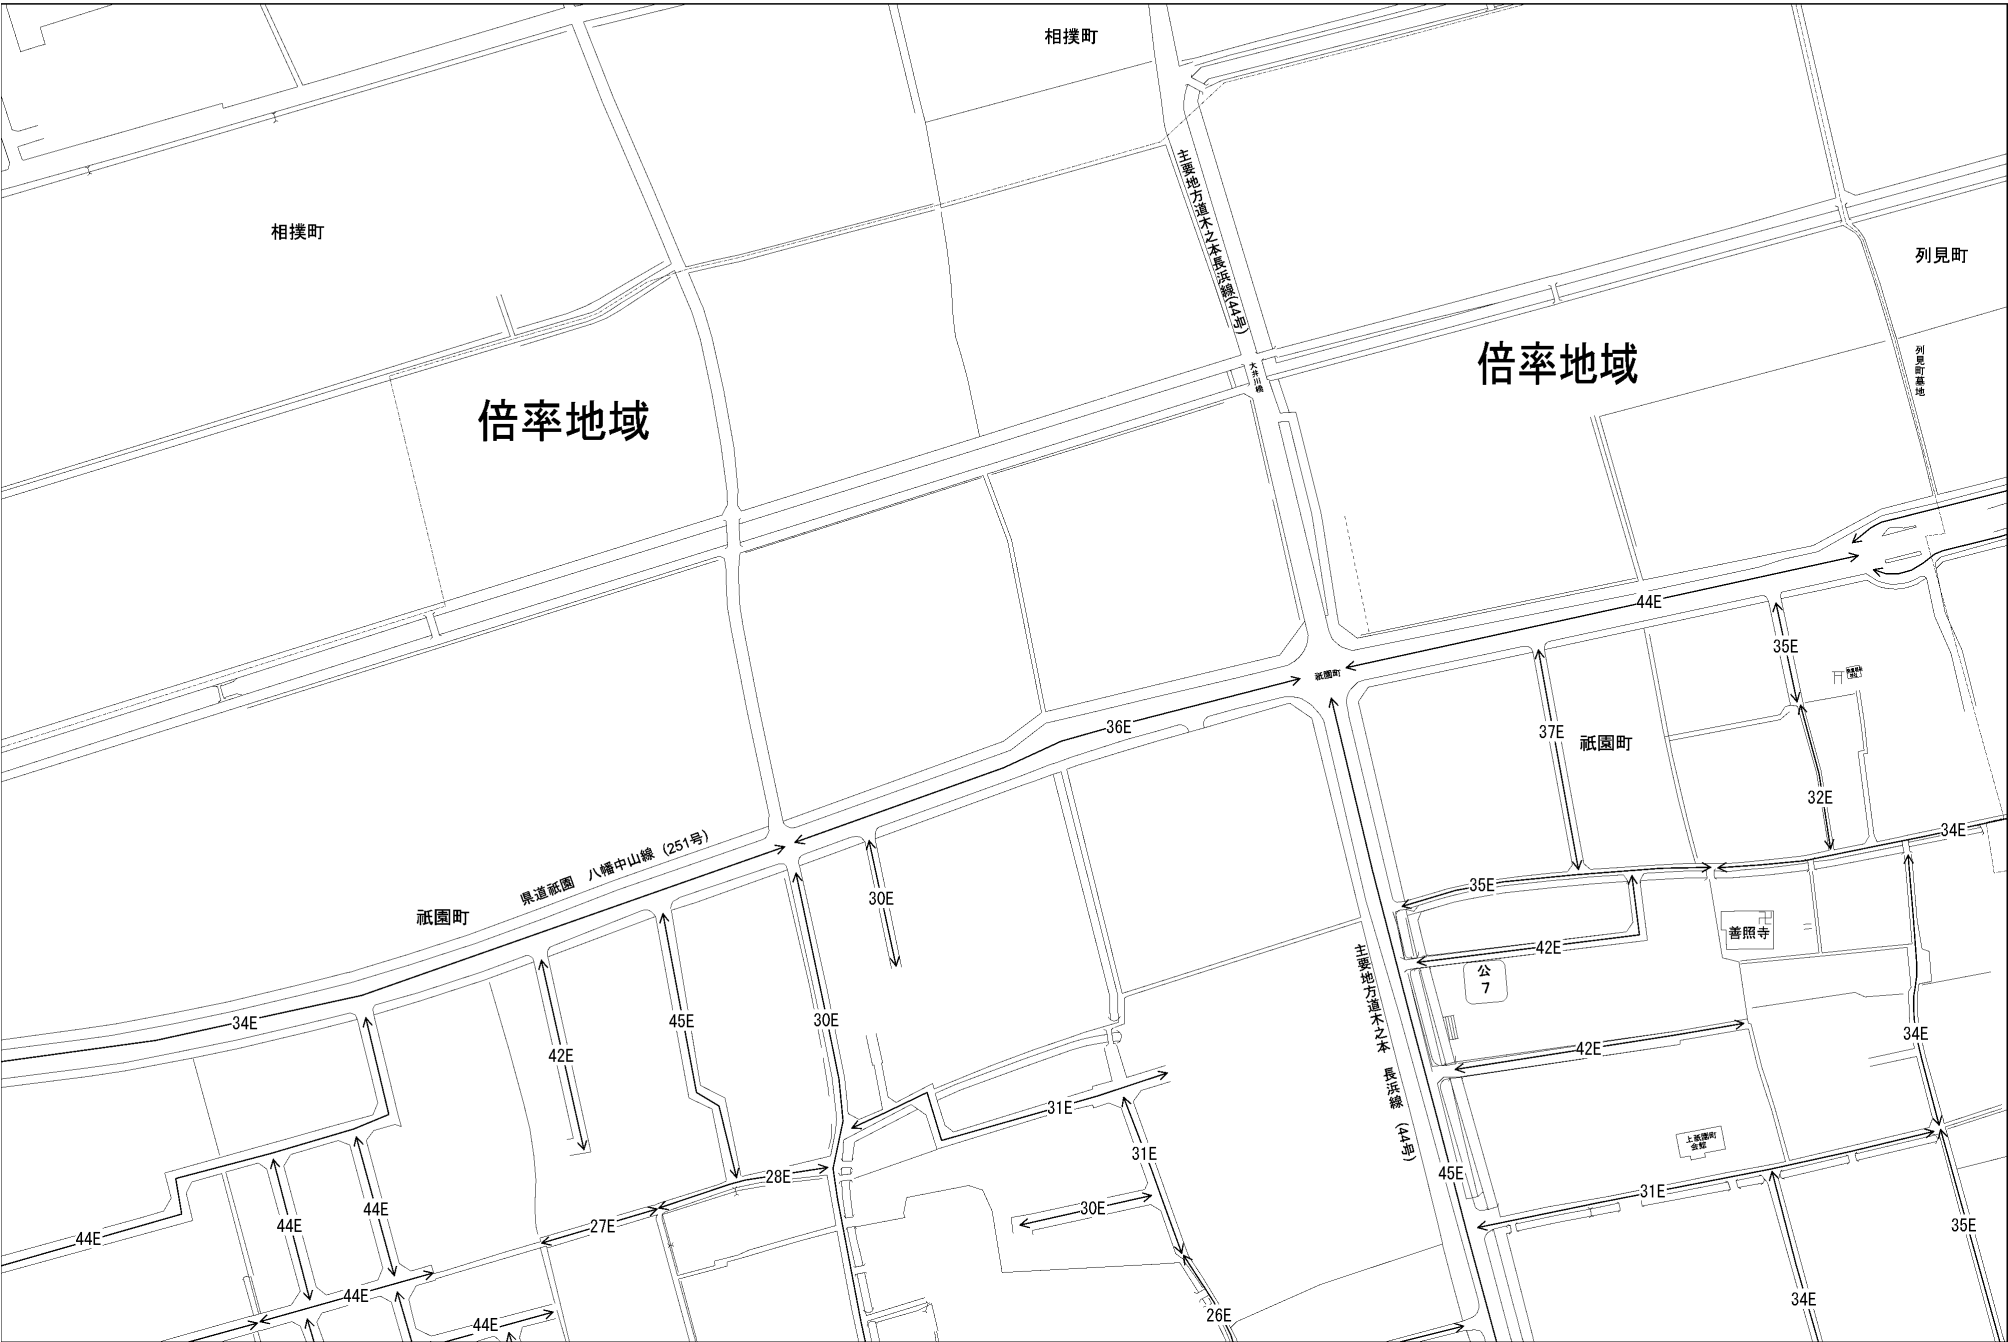 相撲町
相撲町
主要地方道木之本長浜線(44号)
列見町
倍率地域
列見町墓地
大井川橋
倍率地域
44E
35E
祇園町
36E
37E
祇園町
32E
34E
県道祇園 八幡中山線 (251号)
35E
30E
祇園町
善照寺
42E
公
7
主要地方道木之本 長浜線 (44号)
34E
42E
45E
30E
34E
42E
31E
上祇園町
会館
31E
45E
28E
31E
30E
44E
44E
27E
35E
44E
44E
34E
26E
44E